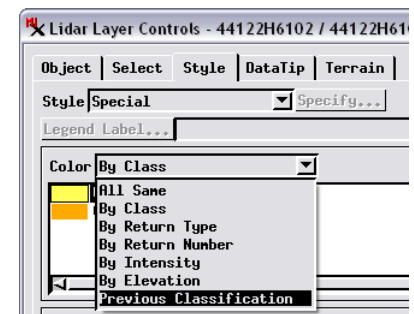 Lidar Layer Controls - 44122H6102 / 44122H61
Object Select Style DataTip Terrain
Style Special Specify...
Legend Label...
Color By Class
All Same
By Class
By Return Type
By Return Number
By Intensity
By Elevation
Previous Classification